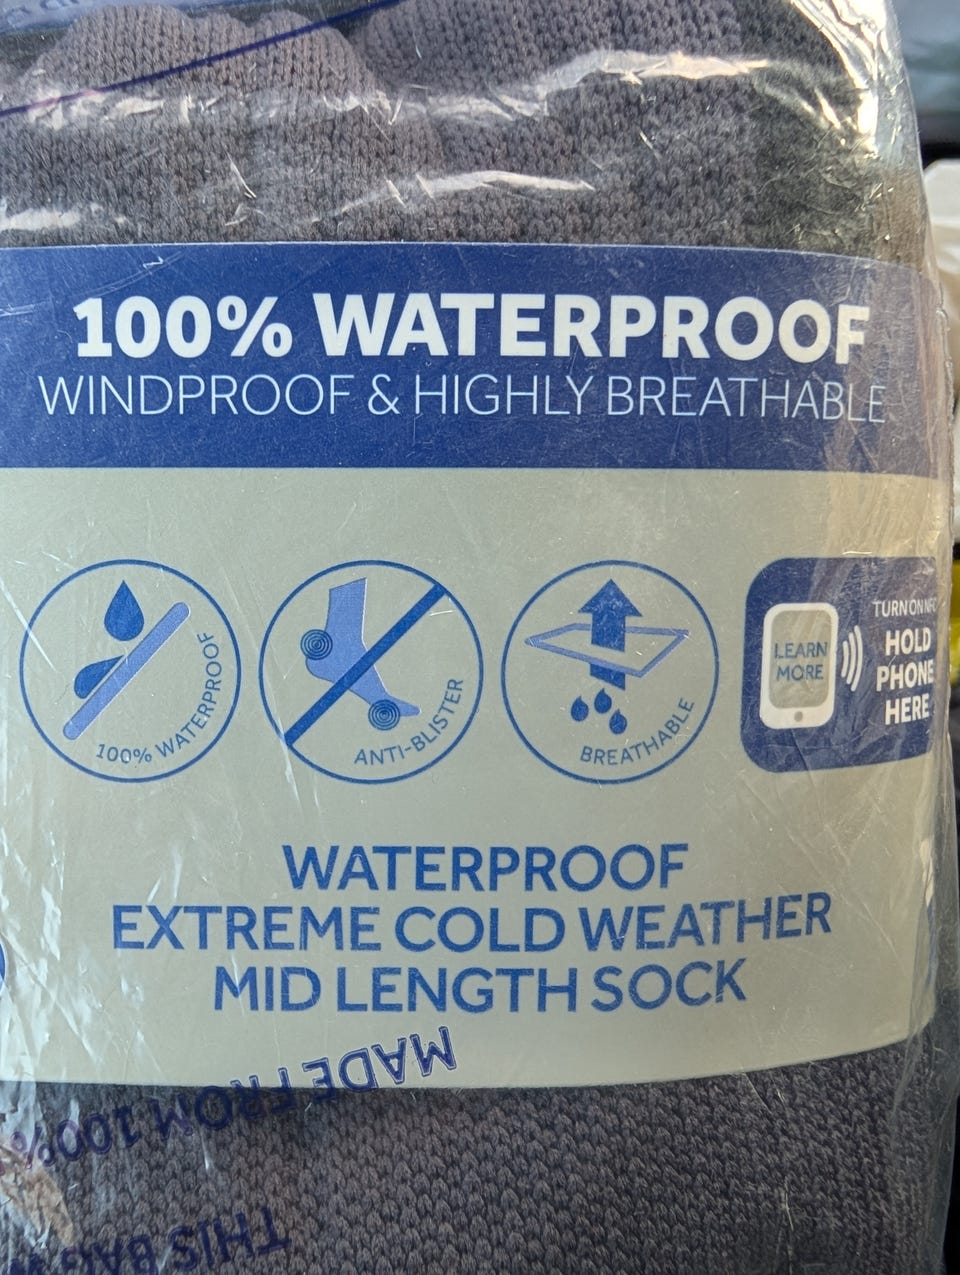 100% WATERPROOF
WINDPROOF & HIGHLY BREATHABLE
100% WATERPROOF
ANTI-BLISTER
BREATHABLE
LEARN
MORE
TURN ON NFC
HOLD
PHONE
HERE
WATERPROOF
EXTREME COLD WEATHER
MID LENGTH SOCK
MADE FROM 100%
THIS BAG